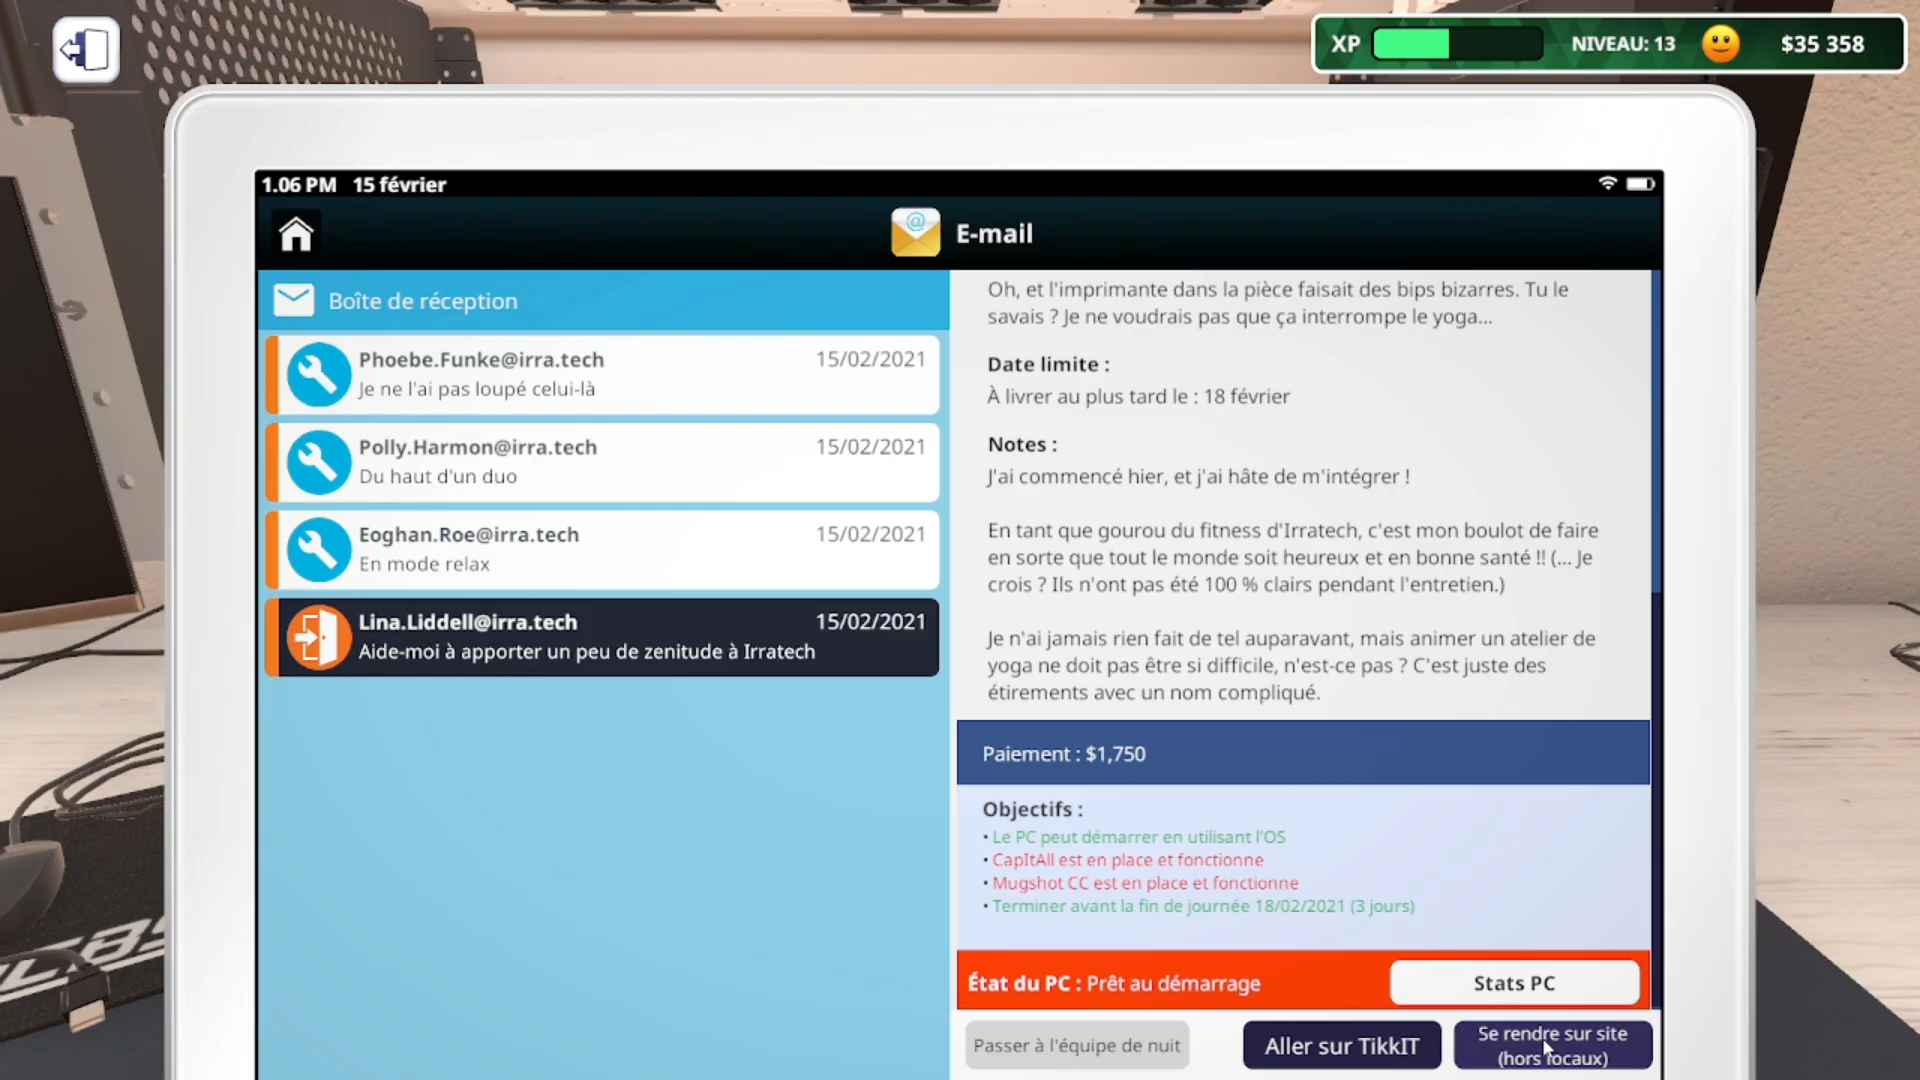 XP NIVEAU: 13 $35 358
1.06 PM 15 février
E-mail
Boîte de réception
Phoebe.Funke@irra.tech 15/02/2021
Je ne l'ai pas loupé celui-là
Polly.Harmon@irra.tech 15/02/2021
Du haut d'un duo
Eoghan.Roe@irra.tech 15/02/2021
En mode relax
Lina.Liddell@irra.tech 15/02/2021
Aide-moi à apporter un peu de zenitude à Irratech
Oh, et l'imprimante dans la pièce faisait des bips bizarres. Tu le
savais ? Je ne voudrais pas que ça interrompe le yoga...
Date limite :
À livrer au plus tard le : 18 février
Notes :
J'ai commencé hier, et j'ai hâte de m'intégrer !
En tant que gourou du fitness d'Irratech, c'est mon boulot de faire
en sorte que tout le monde soit heureux et en bonne santé !! (... Je
crois ? Ils n'ont pas été 100 % clairs pendant l'entretien.)
Je n'ai jamais rien fait de tel auparavant, mais animer un atelier de
yoga ne doit pas être si difficile, n'est-ce pas ? C'est juste des
étirements avec un nom compliqué.
Paiement : $1,750
Objectifs :
• Le PC peut démarrer en utilisant l'OS
• CapItAll est en place et fonctionne
• Mugshot CC est en place et fonctionne
• Terminer avant la fin de journée 18/02/2021 (3 jours)
État du PC : Prêt au démarrage
Stats PC
Passer à l'équipe de nuit
Aller sur TikkIT
Se rendre sur site
(hors locaux)